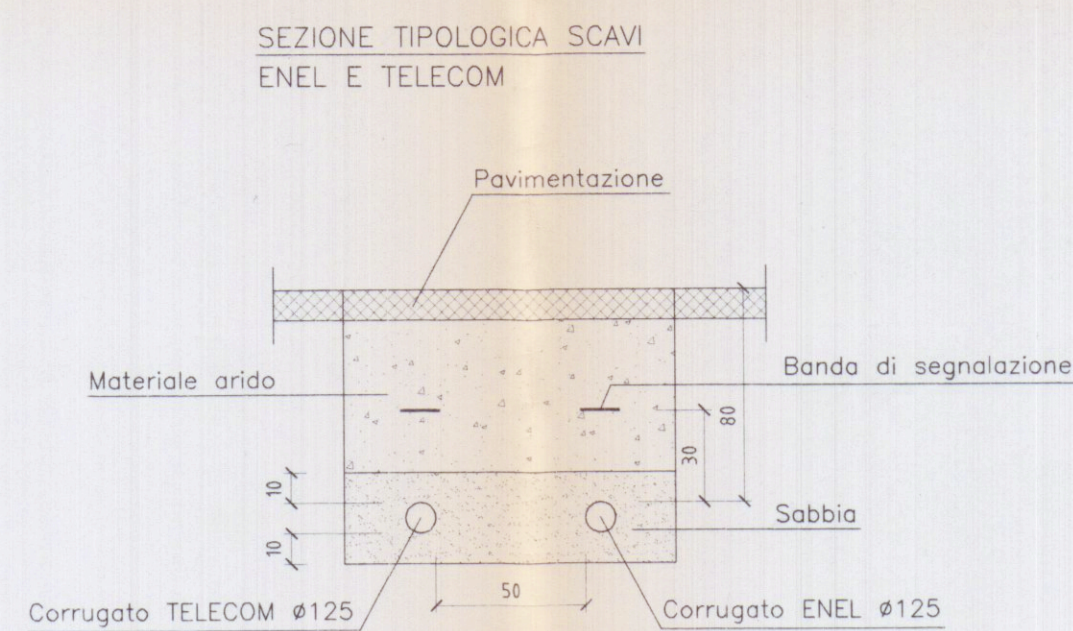 SEZIONE TIPOLOGICA SCAVI
ENEL E TELECOM
Pavimentazione
Materiale arido
Banda di segnalazione
80
30
10
10
Sabbia
50
Corrugato TELECOM ø125
Corrugato ENEL ø125